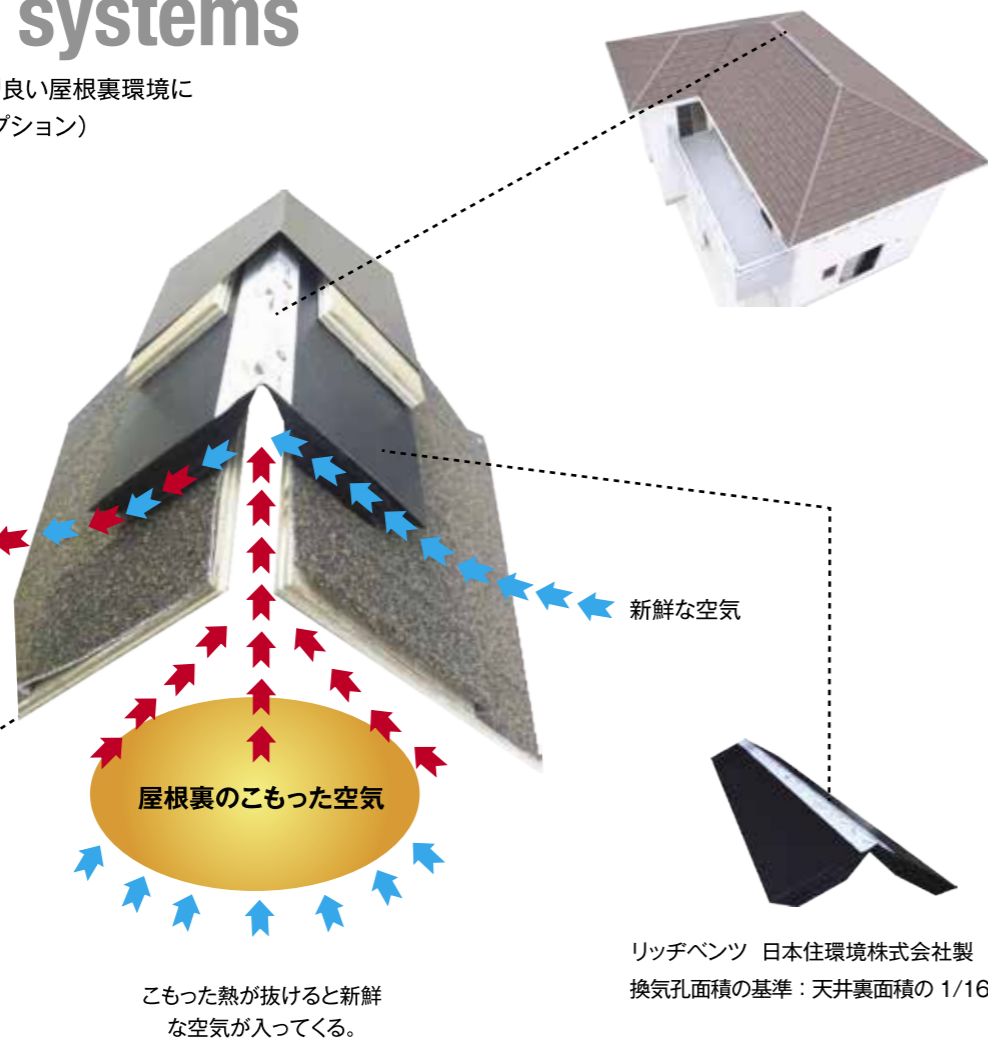 systems
良い屋根裏環境に
プション）
新鮮な空気
屋根裏のこもった空気
リッヂベンツ 日本住環境株式会社製
換気孔面積の基準：天井裏面積の 1/16
こもった熱が抜けると新鮮
な空気が入ってくる。